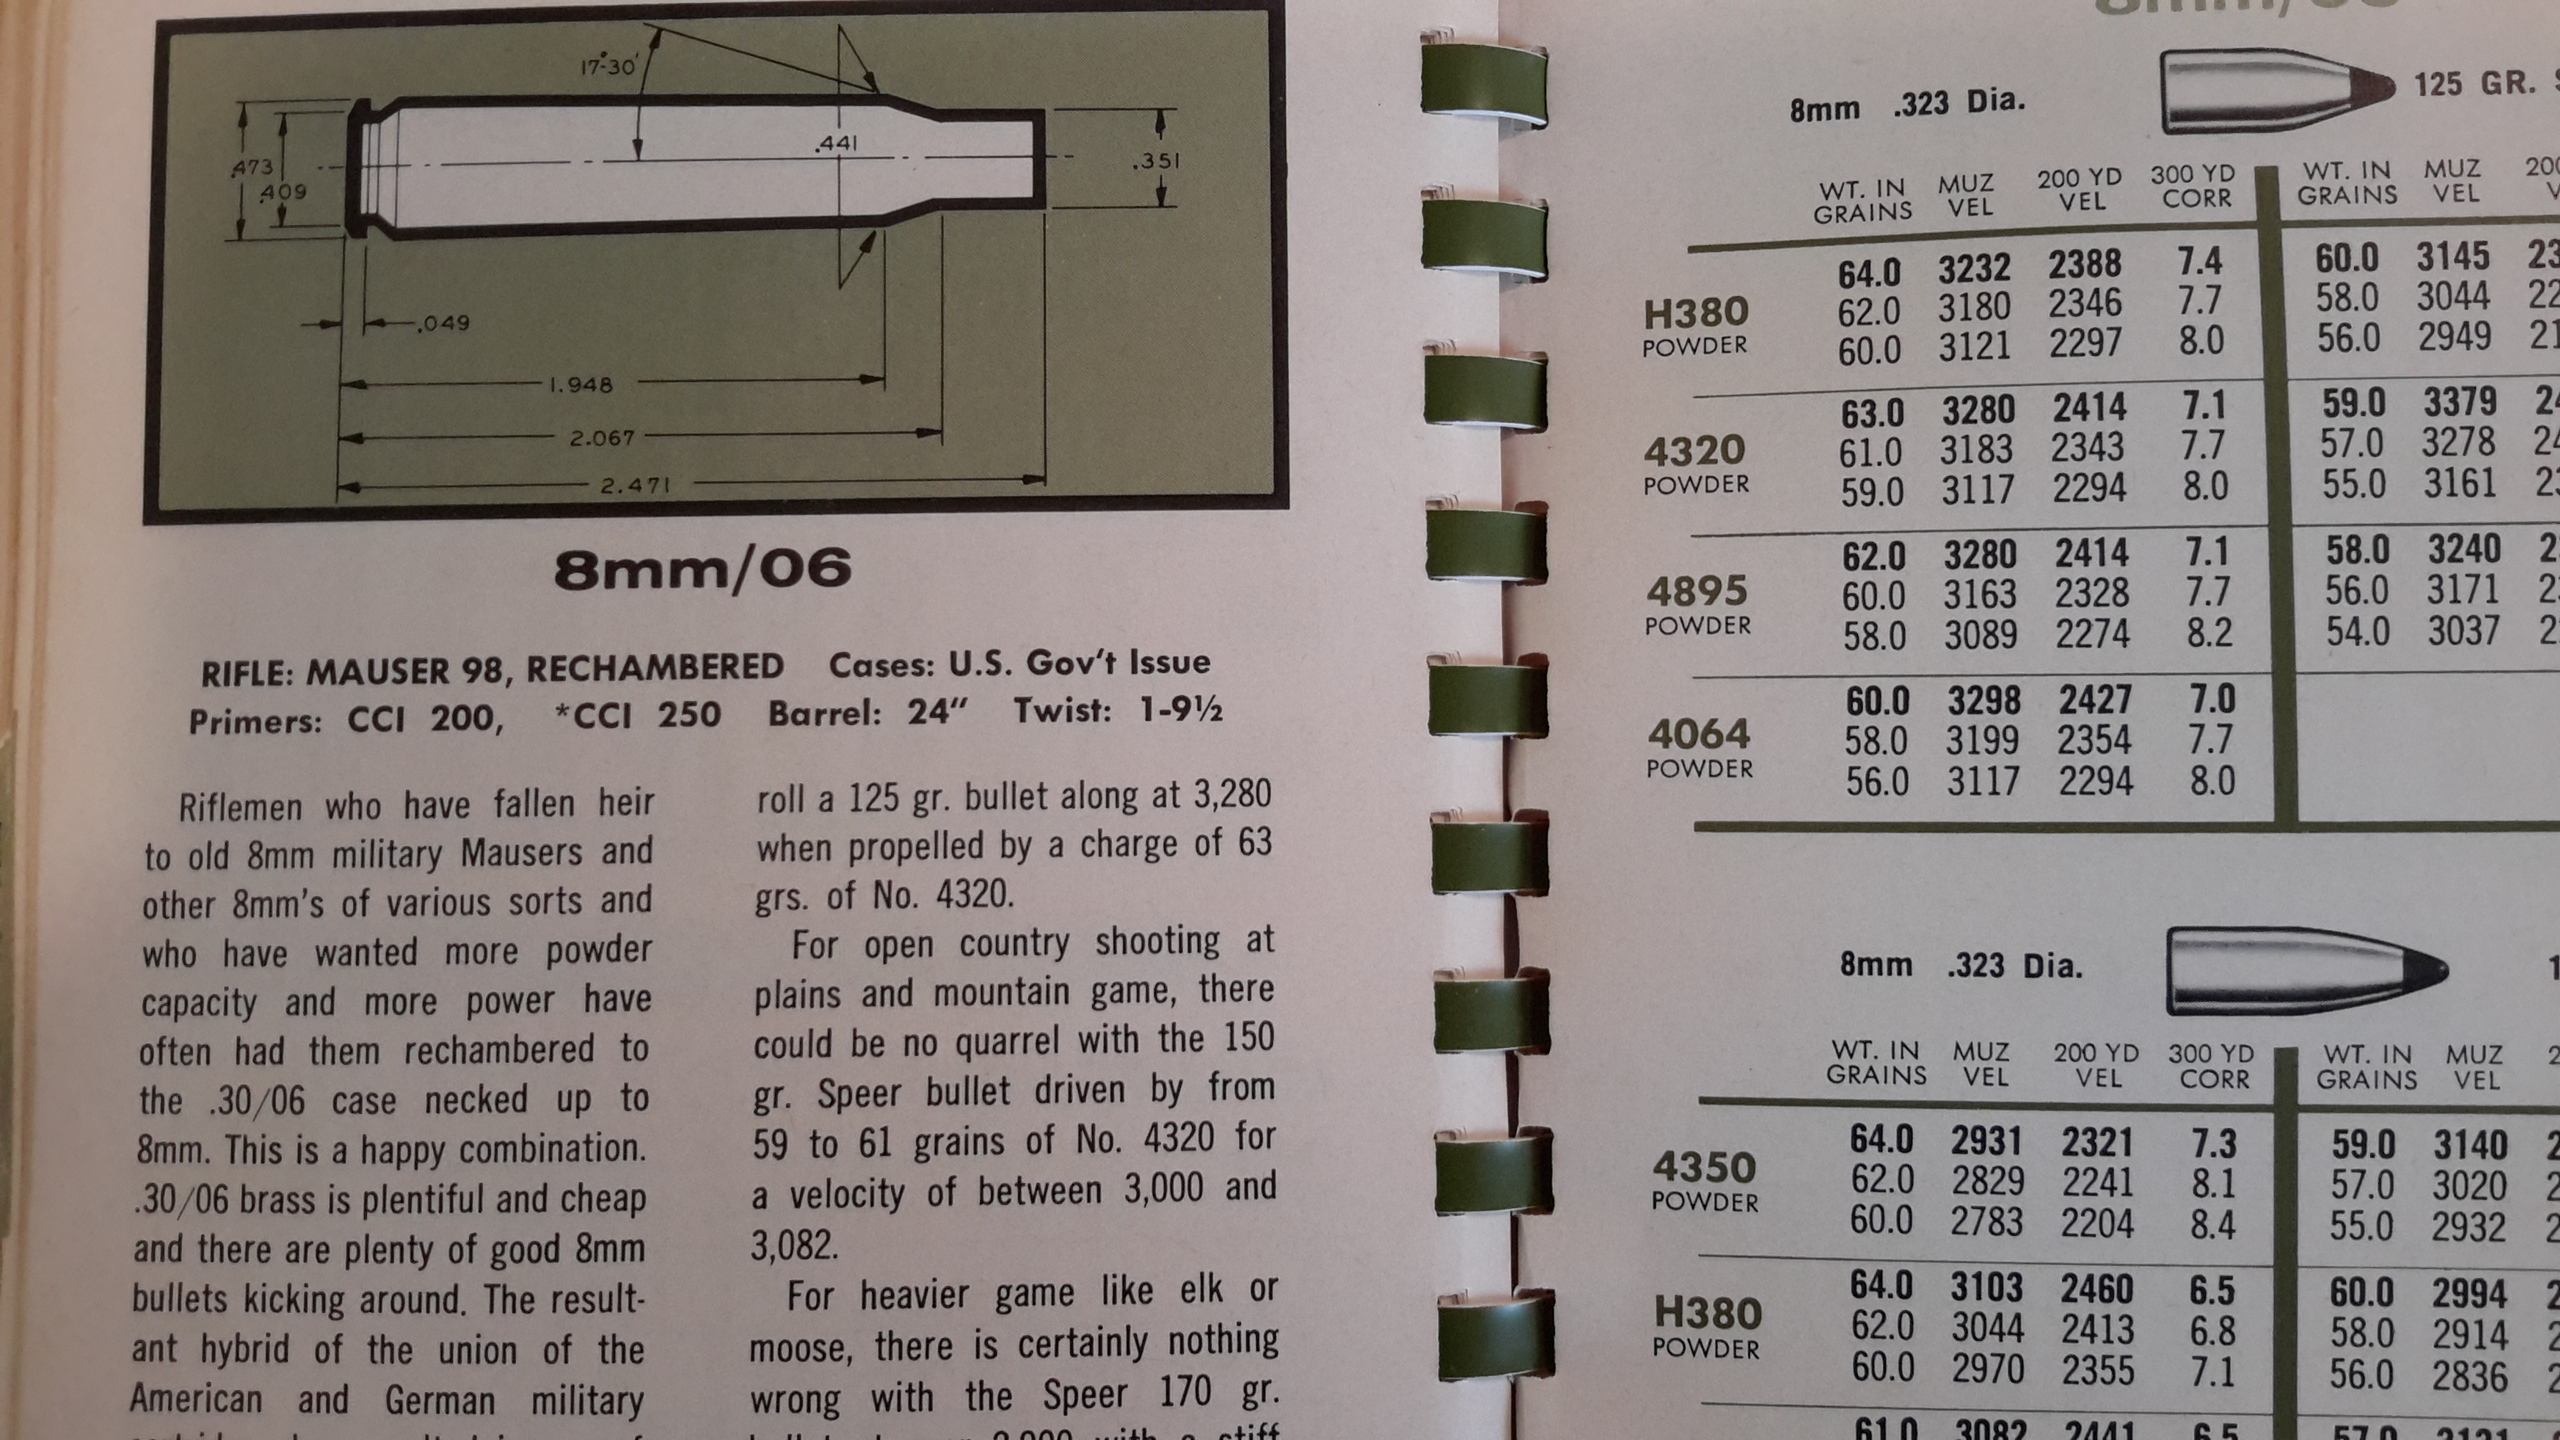 17°-30'
.441
.473
.409
.351
.049
1.948
2.067
2.471
8mm/06
RIFLE: MAUSER 98, RECHAMBERED Cases: U.S. Gov't Issue
Primers: CCI 200, *CCI 250 Barrel: 24" Twist: 1-9½
Riflemen who have fallen heir
to old 8mm military Mausers and
other 8mm's of various sorts and
who have wanted more powder
capacity and more power have
often had them rechambered to
the .30/06 case necked up to
8mm. This is a happy combination.
.30/06 brass is plentiful and cheap
and there are plenty of good 8mm
bullets kicking around. The result-
ant hybrid of the union of the
American and German military
roll a 125 gr. bullet along at 3,280
when propelled by a charge of 63
grs. of No. 4320.
For open country shooting at
plains and mountain game, there
could be no quarrel with the 150
gr. Speer bullet driven by from
59 to 61 grains of No. 4320 for
a velocity of between 3,000 and
3,082.
For heavier game like elk or
moose, there is certainly nothing
wrong with the Speer 170 gr.
with a stiff
8mm .323 Dia. 125 GR.
WT. IN GRAINS MUZ VEL 200 YD VEL 300 YD CORR WT. IN GRAINS MUZ VEL
H380 POWDER
64.0 3232 2388 7.4 60.0 3145
62.0 3180 2346 7.7 58.0 3044
60.0 3121 2297 8.0 56.0 2949
4320 POWDER
63.0 3280 2414 7.1 59.0 3379
61.0 3183 2343 7.7 57.0 3278
59.0 3117 2294 8.0 55.0 3161
4895 POWDER
62.0 3280 2414 7.1 58.0 3240
60.0 3163 2328 7.7 56.0 3171
58.0 3089 2274 8.2 54.0 3037
4064 POWDER
60.0 3298 2427 7.0
58.0 3199 2354 7.7
56.0 3117 2294 8.0
8mm .323 Dia.
WT. IN GRAINS MUZ VEL 200 YD VEL 300 YD CORR WT. IN GRAINS MUZ VEL
4350 POWDER
64.0 2931 2321 7.3 59.0 3140
62.0 2829 2241 8.1 57.0 3020
60.0 2783 2204 8.4 55.0 2932
H380 POWDER
64.0 3103 2460 6.5 60.0 2994
62.0 3044 2413 6.8 58.0 2914
60.0 2970 2355 7.1 56.0 2836
61.0 3082 2441 6.5 57.0 3121